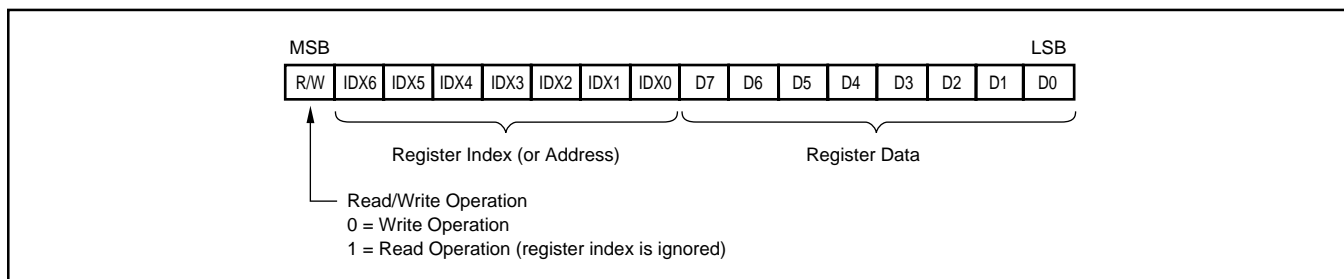 MSB LSB
R/W IDX6 IDX5 IDX4 IDX3 IDX2 IDX1 IDX0 D7 D6 D5 D4 D3 D2 D1 D0
Register Index (or Address) Register Data
Read/Write Operation
0 = Write Operation
1 = Read Operation (register index is ignored)